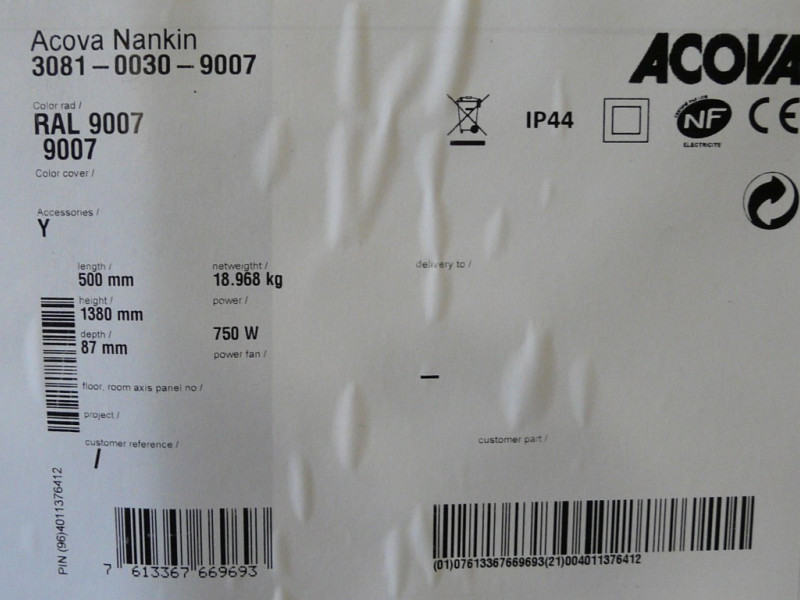 Acova Nankin
3081-0030-9007
ACOVA
Color rad /
RAL 9007
9007
Color cover /
IP44
NF
ELECTRICITE
CE
Accessories /
Y
length /
500 mm
netweigtht /
18.968 kg
delivery to /
height /
1380 mm
power /
depth /
87 mm
750 W
power fan /
floor, room axis panel no /
–
project /
customer reference /
/
customer part /
PIN (96)4011376412
7 613367 669693
(01)07613367669693(21)004011376412